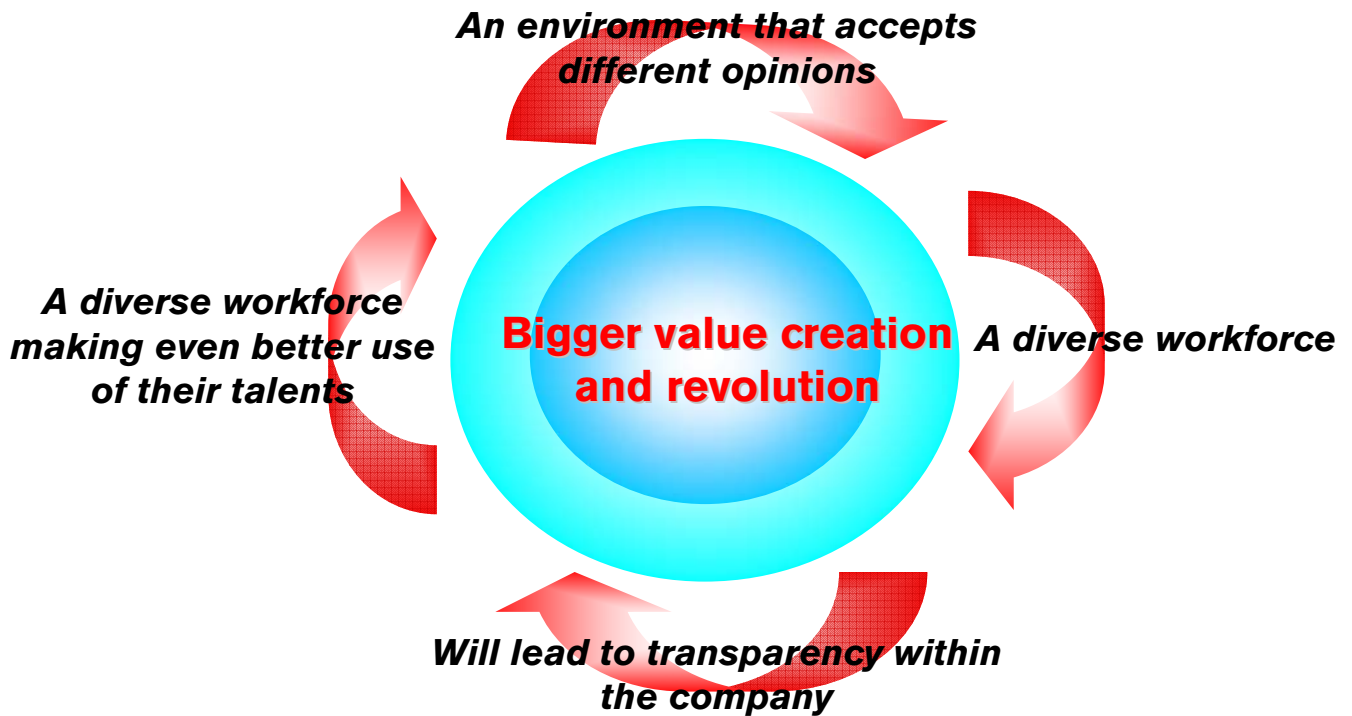 An environment that accepts
different opinions
A diverse workforce
making even better use
of their talents
Bigger value creation
and revolution
A diverse workforce
Will lead to transparency within
the company